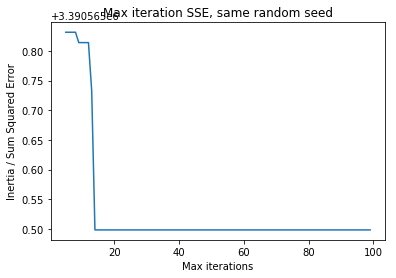 Max iteration SSE, same random seed
+3.390565e6
0.80
0.75
0.70
0.65
0.60
0.55
0.50
Inertia / Sum Squared Error
20 40 60 80 100
Max iterations